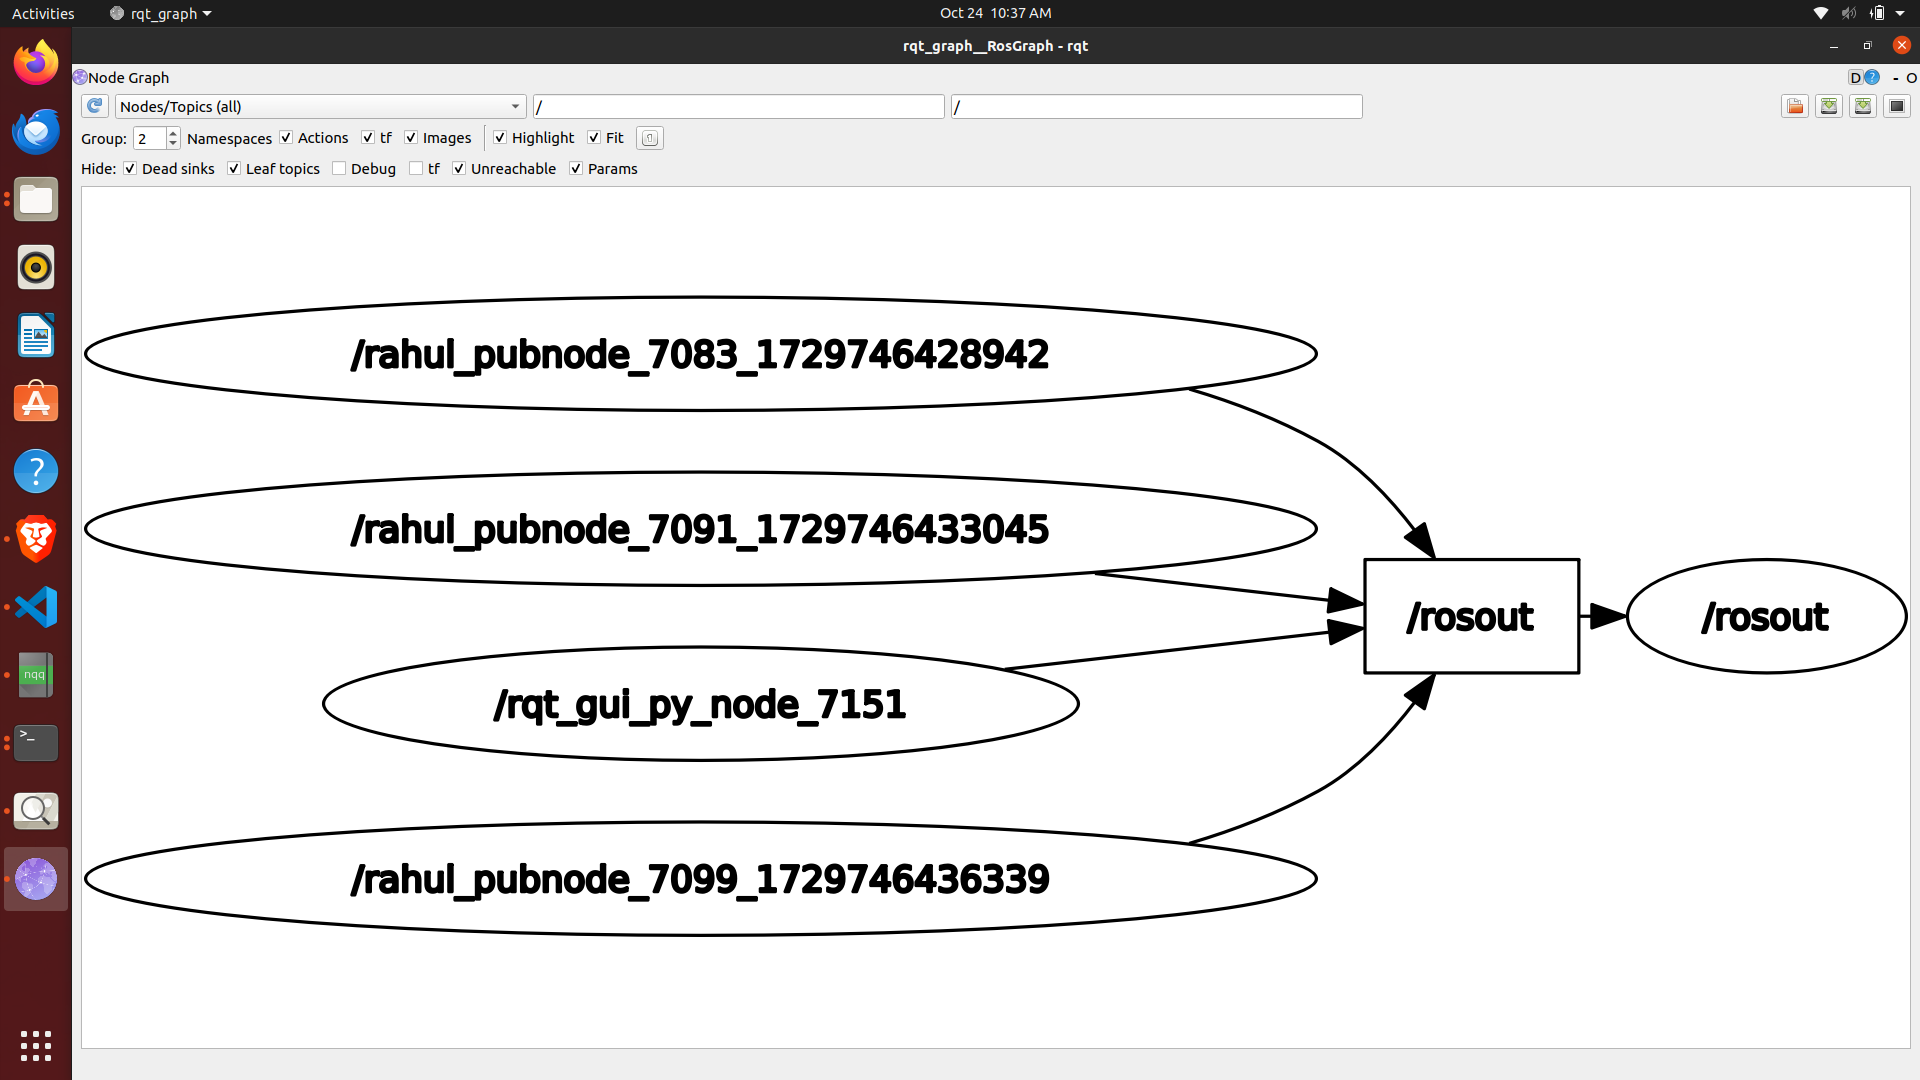 Activities rqt_graph Oct 24 10:37 AM
rqt_graph__RosGraph - rqt
Node Graph D ? - O
Nodes/Topics (all) / /
Group: 2 Namespaces Actions tf Images Highlight Fit
Hide: Dead sinks Leaf topics Debug tf Unreachable Params
/rahul_pubnode_7083_1729746428942
/rahul_pubnode_7091_1729746433045
/rosout /rosout
/rqt_gui_py_node_7151
/rahul_pubnode_7099_1729746436339
?
nqq
>_